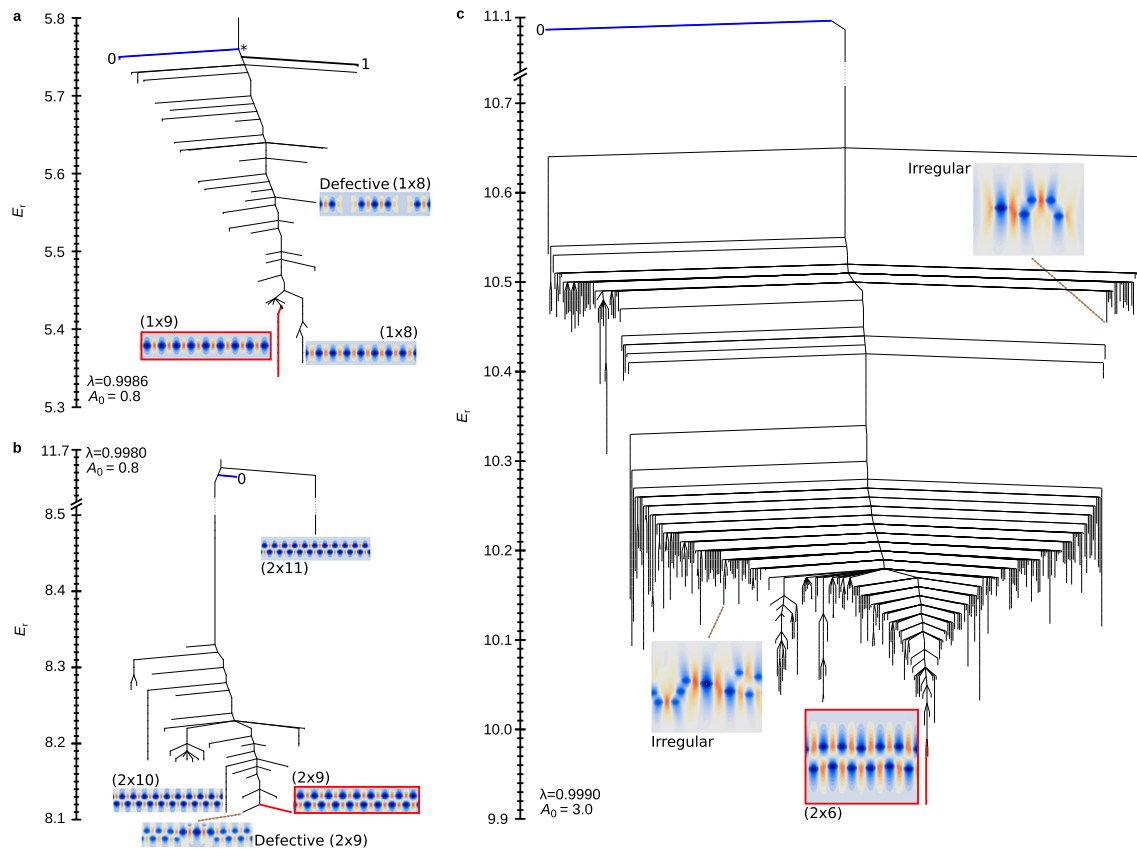 a
5.8
5.7
5.6
5.5
5.4
5.3
Er
0
*
1
Defective (1x8)
(1x9)
(1x8)
λ=0.9986
A0 = 0.8
b
11.7
8.5
8.4
8.3
8.2
8.1
Er
λ=0.9980
A0 = 0.8
0
(2x11)
(2x10)
(2x9)
Defective (2x9)
c
11.1
10.7
10.6
10.5
10.4
10.3
10.2
10.1
10.0
9.9
Er
0
Irregular
Irregular
(2x6)
λ=0.9990
A0 = 3.0